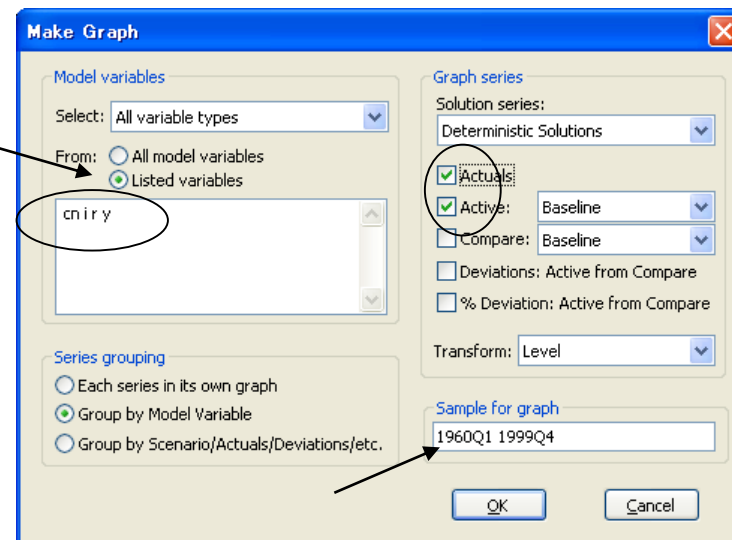 Make Graph
Model variables
Select: All variable types
From: All model variables
Listed variables
cn i r y
Series grouping
Each series in its own graph
Group by Model Variable
Group by Scenario/Actuals/Deviations/etc.
Graph series
Solution series:
Deterministic Solutions
Actuals
Active: Baseline
Compare: Baseline
Deviations: Active from Compare
% Deviation: Active from Compare
Transform: Level
Sample for graph
1960Q1 1999Q4
OK
Cancel